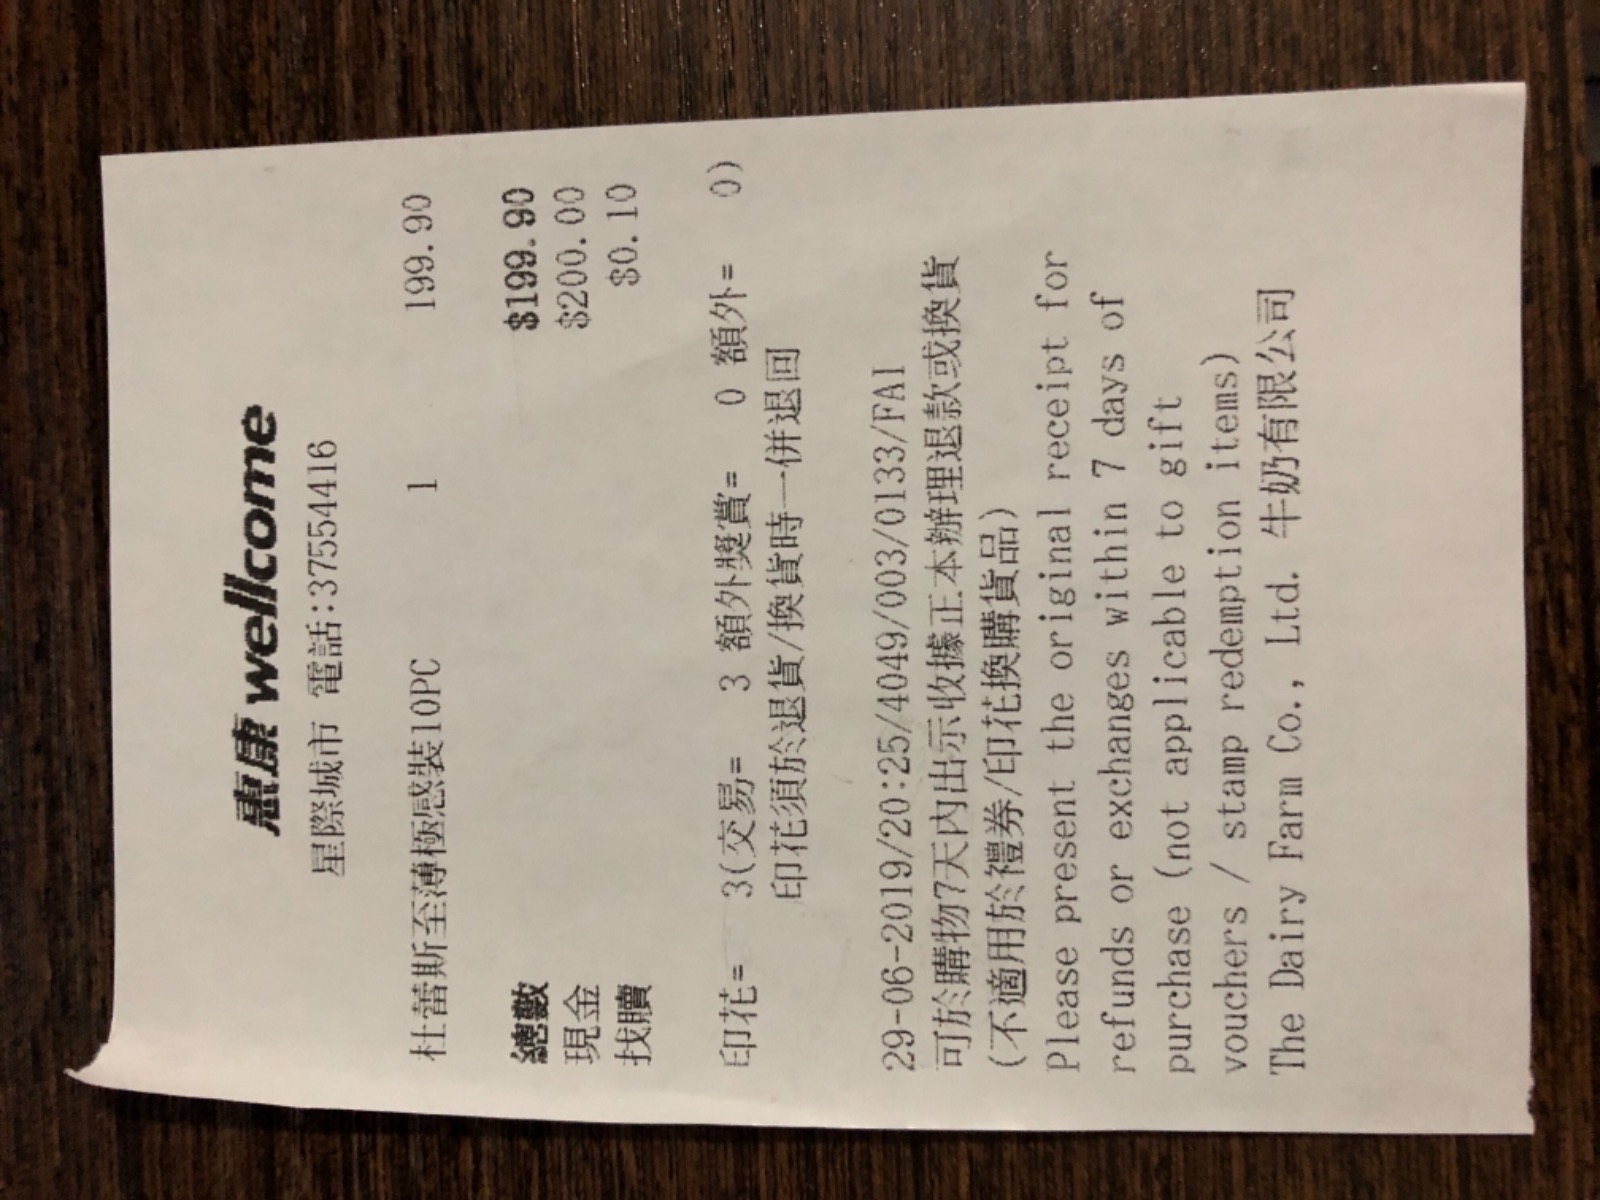 惠康 wellcome
星際城市 電話:37554416
杜蕾斯至薄極感裝10PC 1 199.90
總數 $199.90
現金 $200.00
找贖 $0.10
印花= 3(交易= 3 額外獎賞= 0 額外= 0)
印花須於退貨/換貨時一併退回
29-06-2019/20:25/4049/003/0133/FAI
可於購物7天內出示收據正本辦理退款或換貨
(不適用於禮券/印花換購貨品)
Please present the original receipt for
refunds or exchanges within 7 days of
purchase (not applicable to gift
vouchers / stamp redemption items)
The Dairy Farm Co., Ltd. 牛奶有限公司